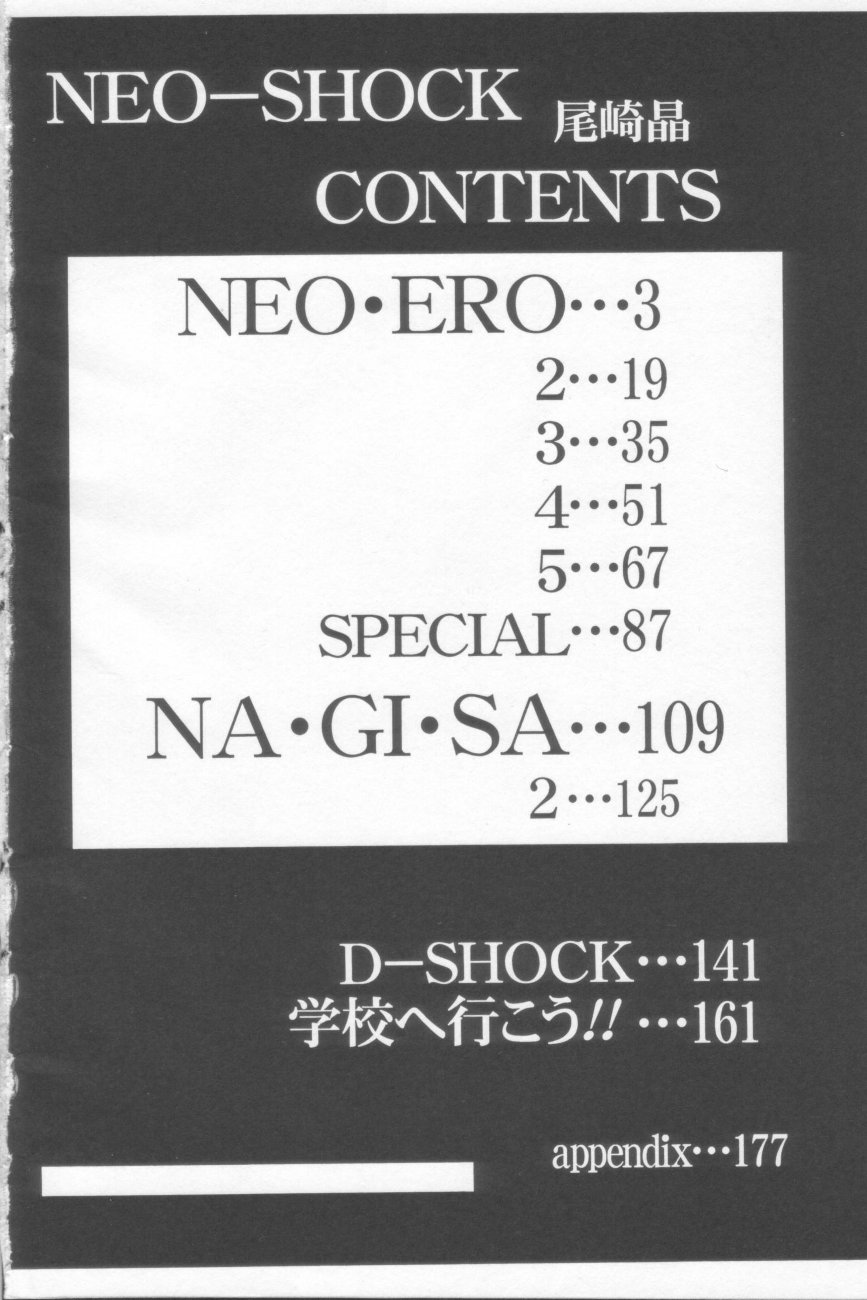 NEO−SHOCK 尾崎晶
CONTENTS
NEO・ERO…3
2…19
3…35
4…51
5…67
SPECIAL…87
NA・GI・SA…109
2…125
D−SHOCK…141
学校へ行こう!!…161
appendix…177